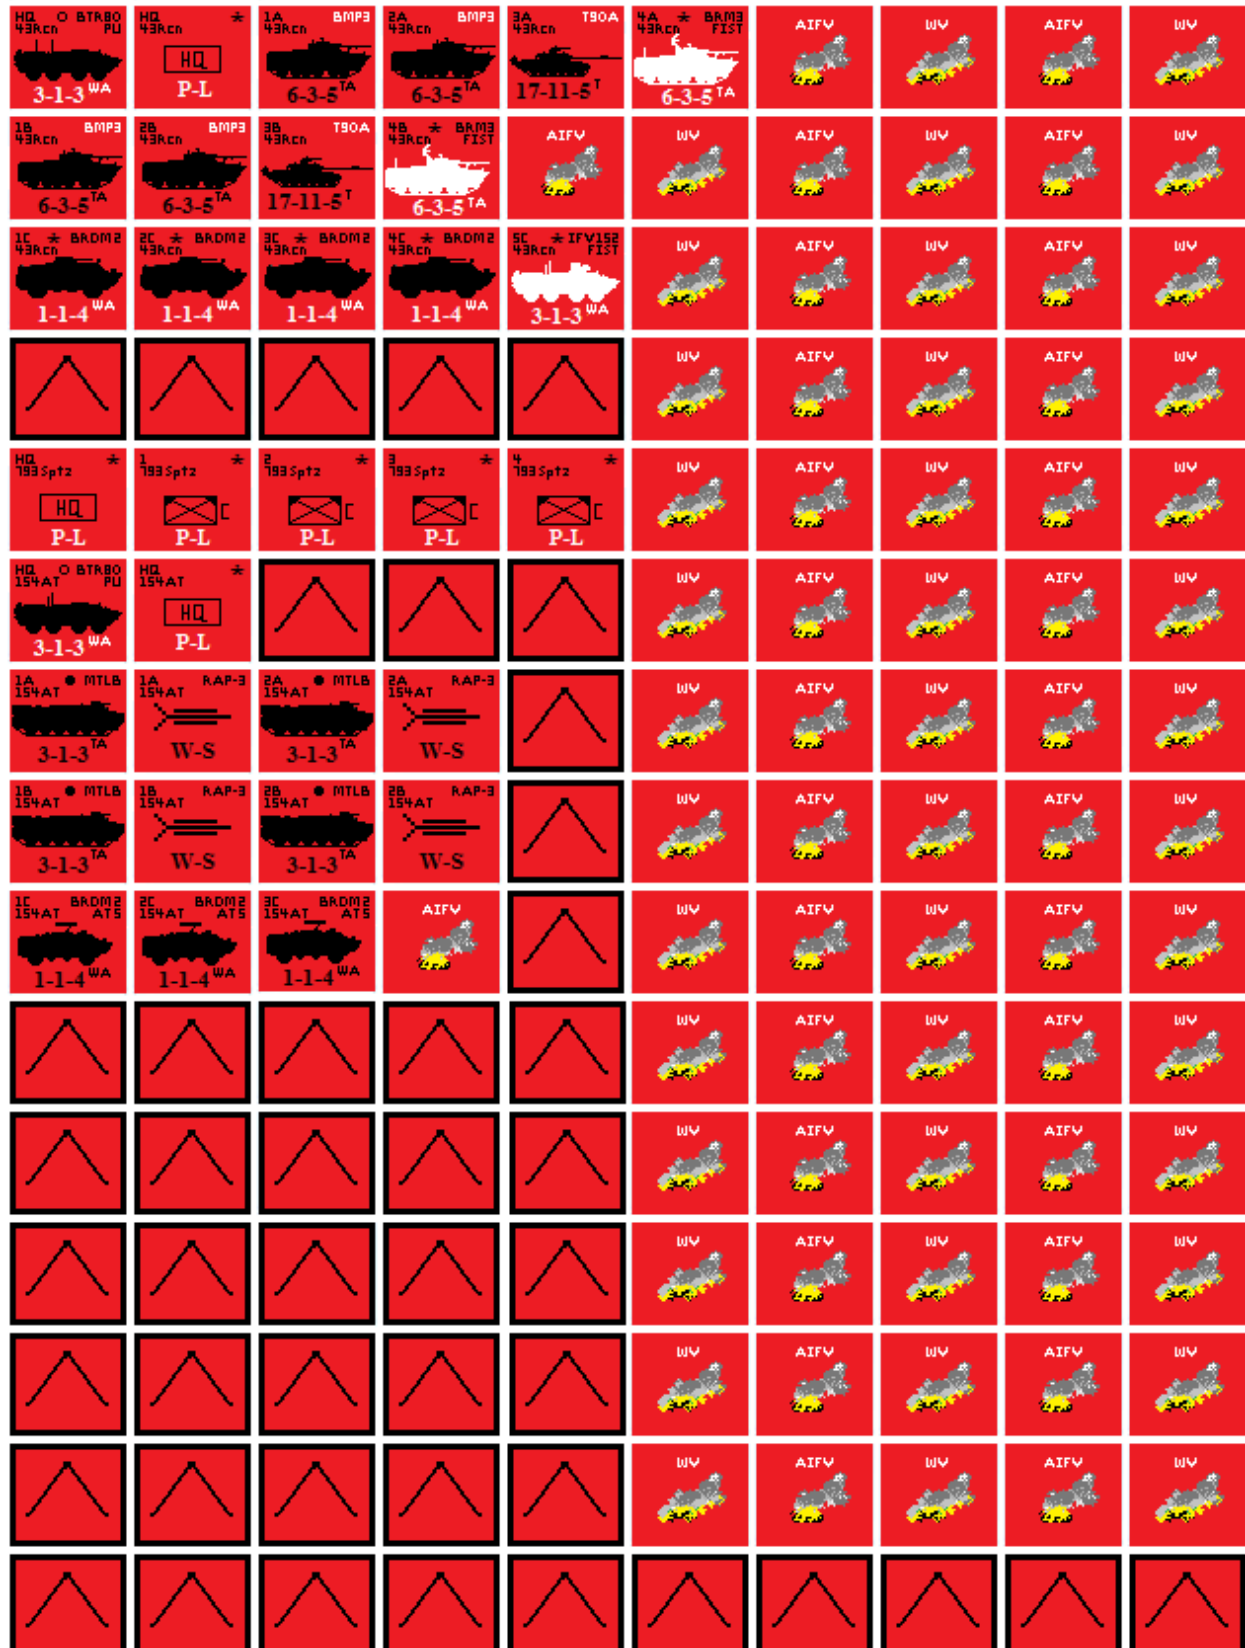 HQ O BTR80
43Rcn PU
3-1-3 WA
HQ *
43Rcn
HQ
P-L
1A BMP3
43Rcn
6-3-5 TA
2A BMP3
43Rcn
6-3-5 TA
3A T90A
43Rcn
17-11-5 T
4A * BRM3
43Rcn FIST
6-3-5 TA
AIFV
WV
AIFV
WV
1B BMP3
43Rcn
6-3-5 TA
2B BMP3
43Rcn
6-3-5 TA
3B T90A
43Rcn
17-11-5 T
4B * BRM3
43Rcn FIST
6-3-5 TA
AIFV
WV
AIFV
WV
AIFV
WV
1C * BRDM2
43Rcn
1-1-4 WA
2C * BRDM2
43Rcn
1-1-4 WA
3C * BRDM2
43Rcn
1-1-4 WA
4C * BRDM2
43Rcn
1-1-4 WA
5C * IFV152
43Rcn FIST
3-1-3 WA
WV
AIFV
WV
AIFV
WV
WV
AIFV
WV
AIFV
WV
HQ *
793Spt2
HQ
P-L
1 *
793Spt2
C
P-L
2 *
793Spt2
C
P-L
3 *
793Spt2
C
P-L
4 *
793Spt2
C
P-L
WV
AIFV
WV
AIFV
WV
HQ O BTR80
154AT PU
3-1-3 WA
HQ *
154AT
HQ
P-L
WV
AIFV
WV
AIFV
WV
1A ● MTLB
154AT
3-1-3 TA
1A RAP-3
154AT
W-S
2A ● MTLB
154AT
3-1-3 TA
2A RAP-3
154AT
W-S
WV
AIFV
WV
AIFV
WV
1B ● MTLB
154AT
3-1-3 TA
1B RAP-3
154AT
W-S
2B ● MTLB
154AT
3-1-3 TA
2B RAP-3
154AT
W-S
WV
AIFV
WV
AIFV
WV
1C BRDM2
154AT AT5
1-1-4 WA
2C BRDM2
154AT AT5
1-1-4 WA
3C BRDM2
154AT AT5
1-1-4 WA
AIFV
WV
AIFV
WV
AIFV
WV
WV
AIFV
WV
AIFV
WV
WV
AIFV
WV
AIFV
WV
WV
AIFV
WV
AIFV
WV
WV
AIFV
WV
AIFV
WV
WV
AIFV
WV
AIFV
WV